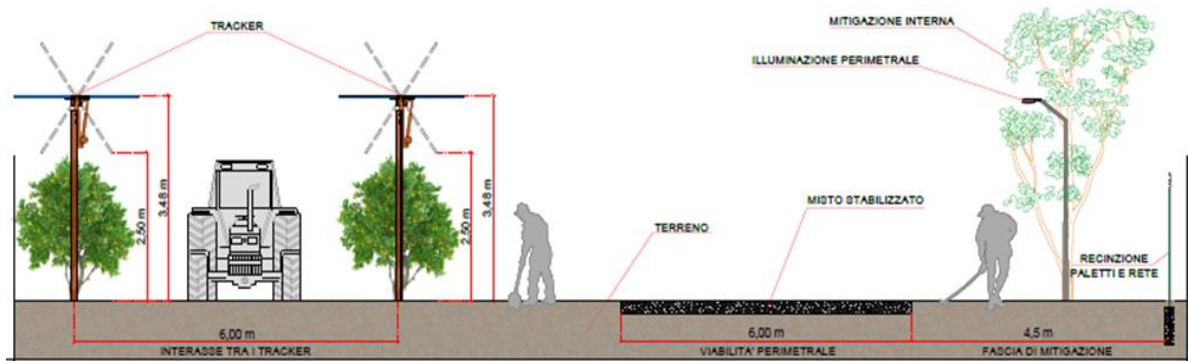 TRACKER
MITIGAZIONE INTERNA
ILLUMINAZIONE PERIMETRALE
2,50 m
3,48 m
2,50 m
3,48 m
MISTO STABILIZZATO
TERRENO
RECINZIONE
PALETTI E RETE
6,00 m
INTERASSE TRA I TRACKER
6,00 m
VIABILITA' PERIMETRALE
4,5 m
FASCIA DI MITIGAZIONE